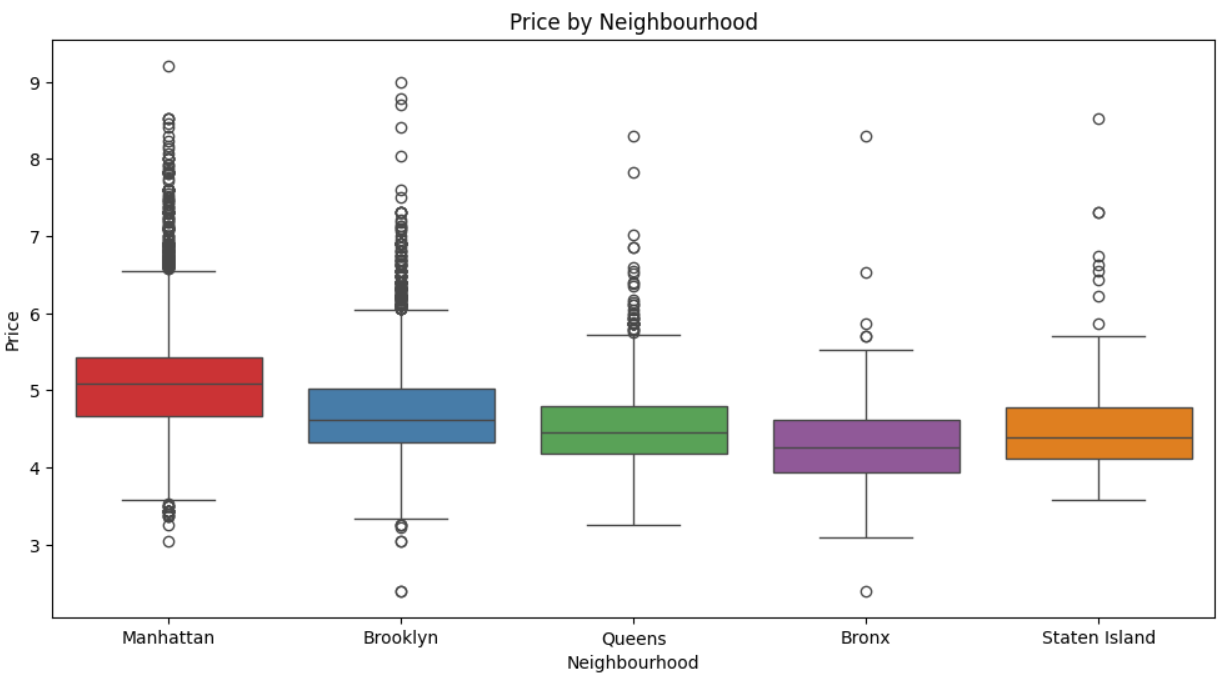 Price by Neighbourhood
9
8
7
6
5
4
3
Price
Manhattan Brooklyn Queens Bronx Staten Island
Neighbourhood